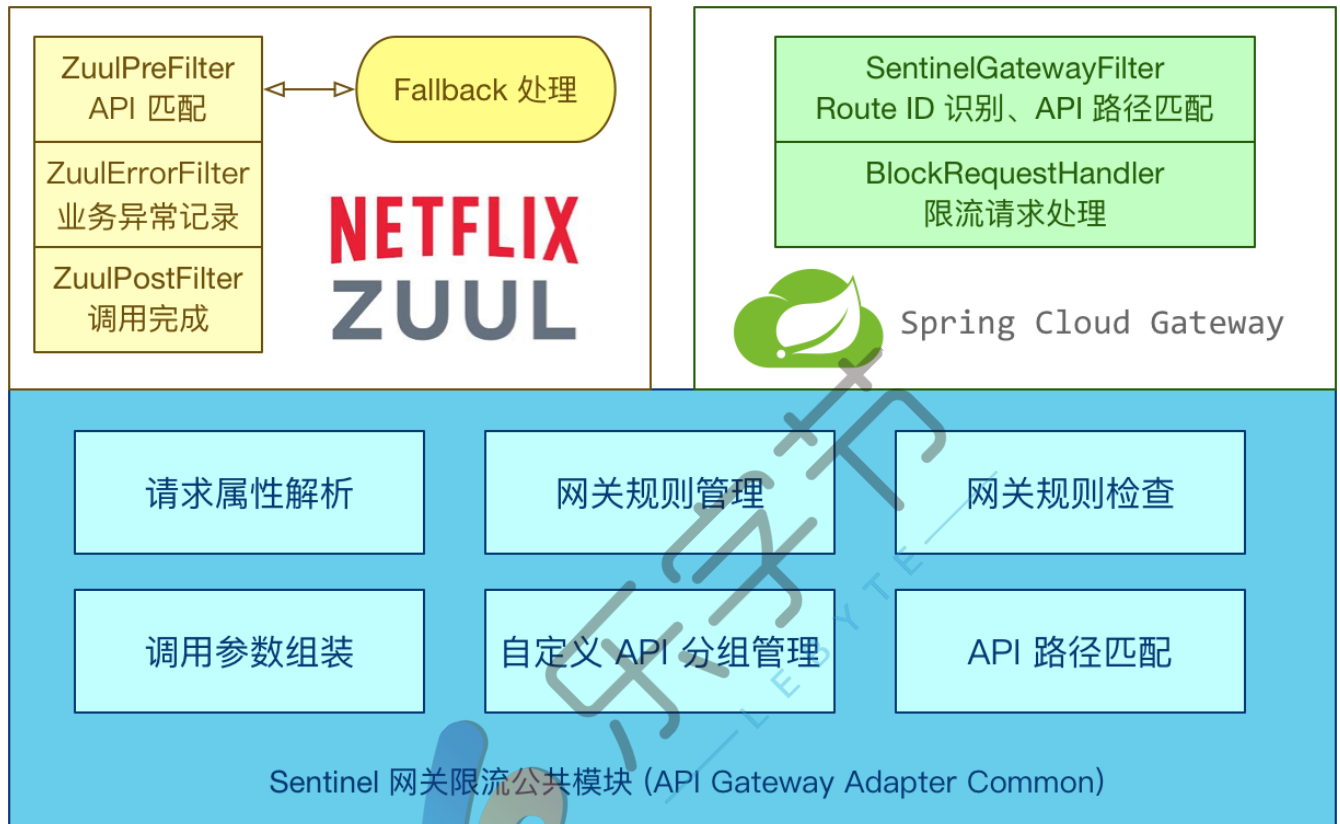 ZuulPreFilter
API 匹配
Fallback 处理
ZuulErrorFilter
业务异常记录
ZuulPostFilter
调用完成
NETFLIX
ZUUL
SentinelGatewayFilter
Route ID 识别、API 路径匹配
BlockRequestHandler
限流请求处理
Spring Cloud Gateway
请求属性解析
网关规则管理
网关规则检查
调用参数组装
自定义 API 分组管理
API 路径匹配
Sentinel 网关限流公共模块 (API Gateway Adapter Common)
乐字节
LEBYTE